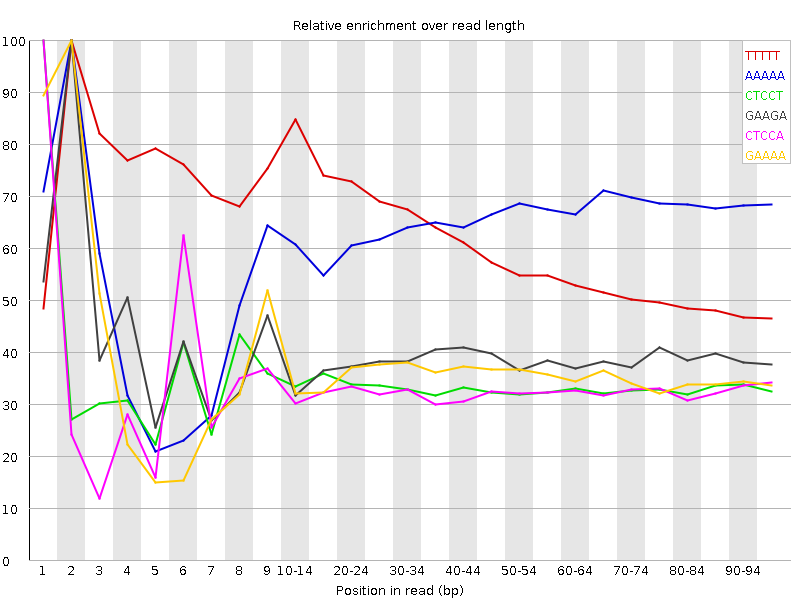 Relative enrichment over read length
100
90
80
70
60
50
40
30
20
10
0
TTTTT
AAAAA
CTCCT
GAAGA
CTCCA
GAAAA
1 2 3 4 5 6 7 8 9 10-14 20-24 30-34 40-44 50-54 60-64 70-74 80-84 90-94
Position in read (bp)